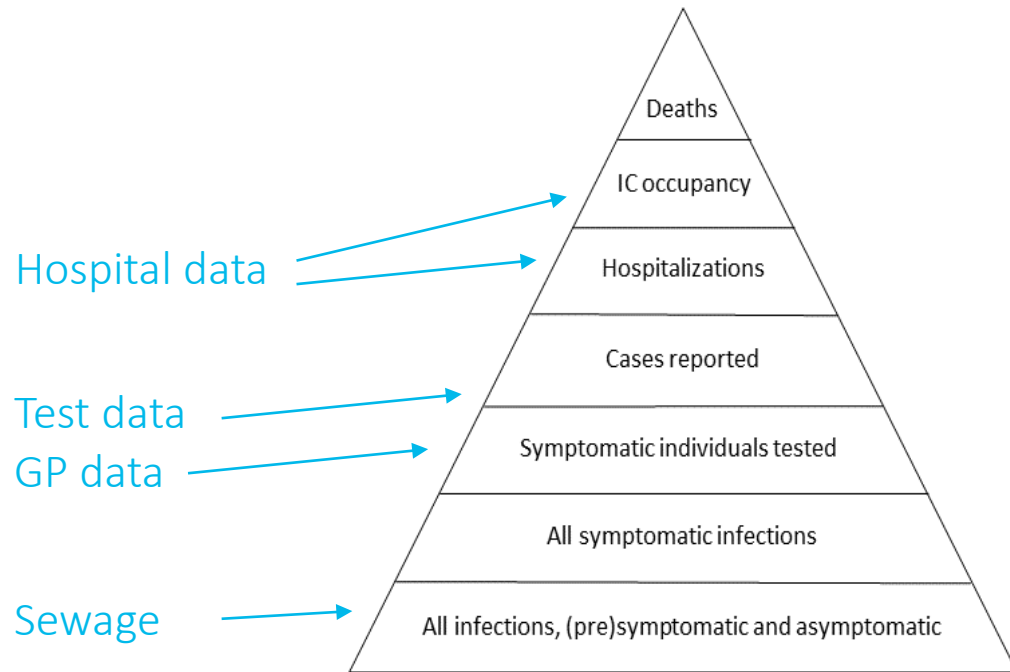 Deaths
IC occupancy
Hospital data
Hospitalizations
Cases reported
Test data
Symptomatic individuals tested
GP data
All symptomatic infections
Sewage
All infections, (pre)symptomatic and asymptomatic